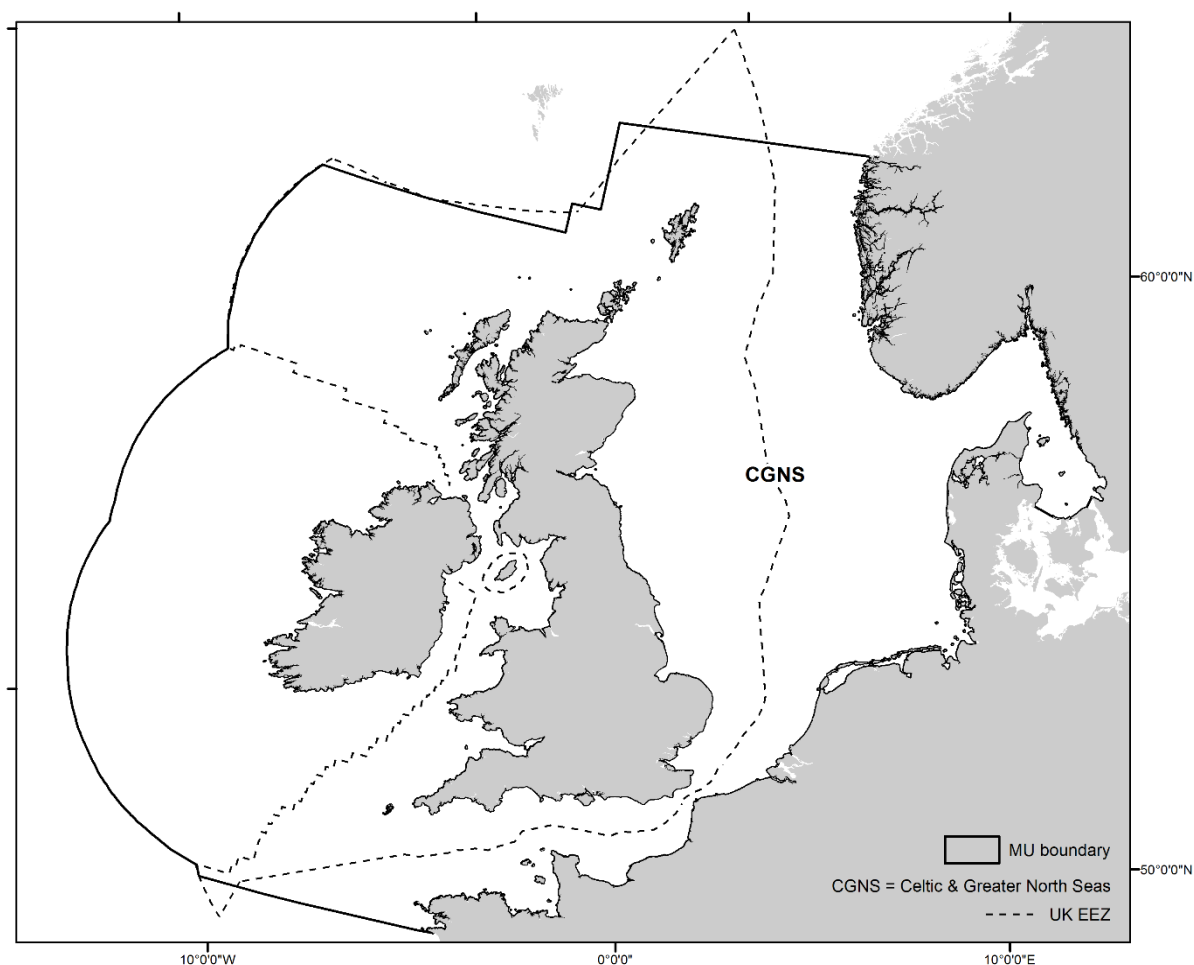 60°0'0"N
CGNS
MU boundary
50°0'0"N
CGNS = Celtic & Greater North Seas
UK EEZ
10°0'0"W
0°0'0"
10°0'0"E